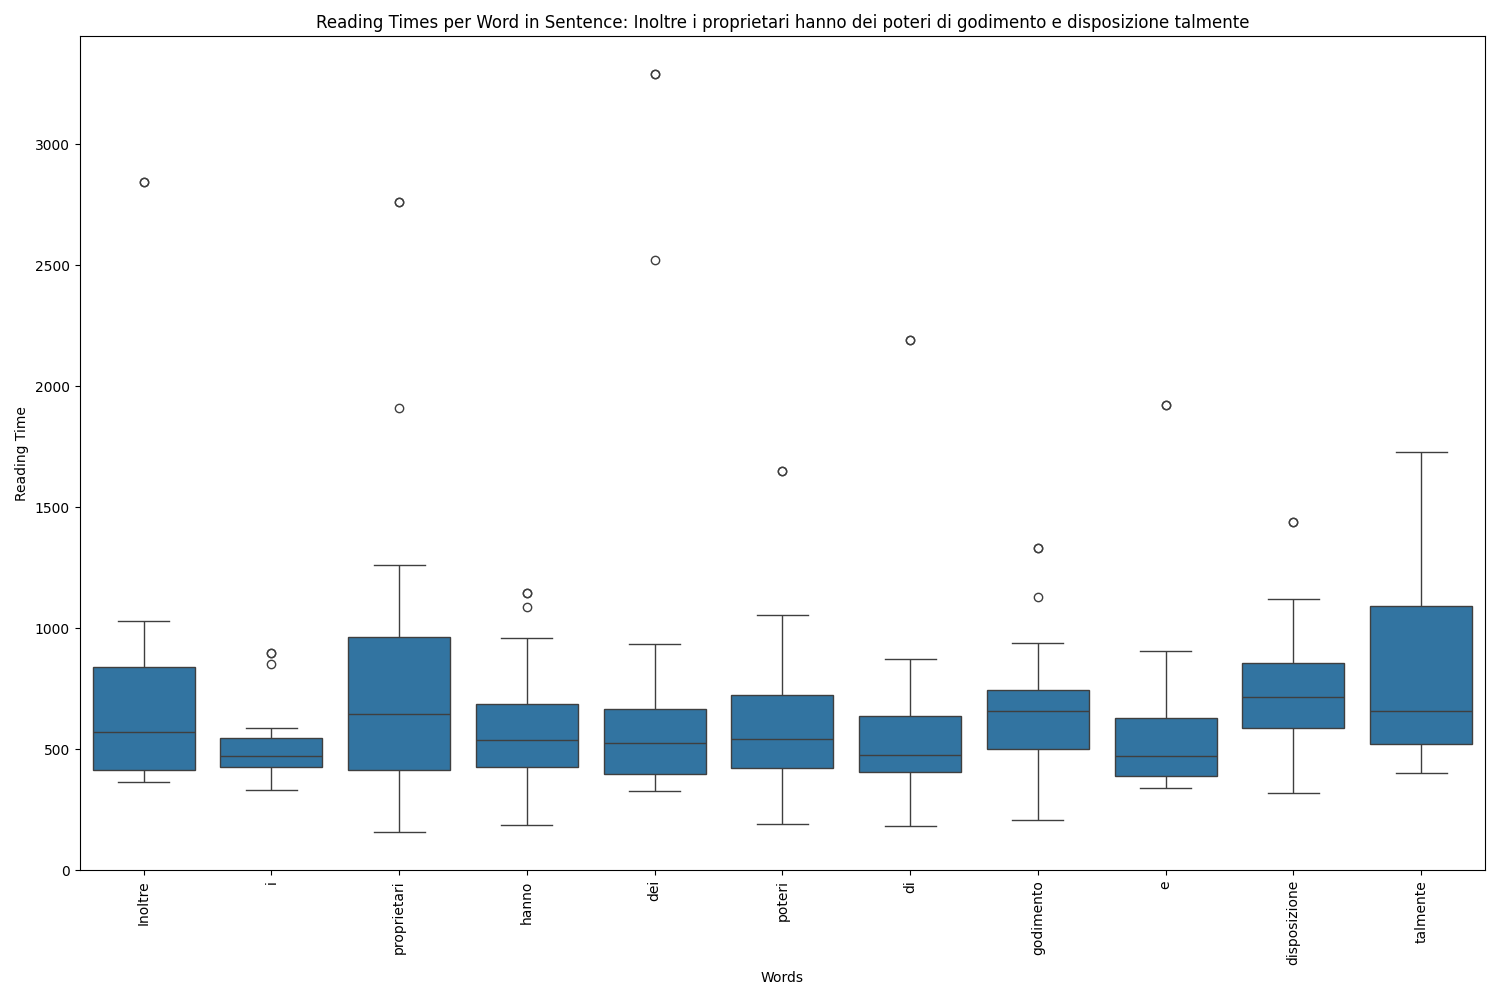 Reading Times per Word in Sentence: Inoltre i proprietari hanno dei poteri di godimento e disposizione talmente
Reading Time
3000
2500
2000
1500
1000
500
0
Inoltre
i
proprietari
hanno
dei
poteri
di
godimento
e
disposizione
talmente
Words